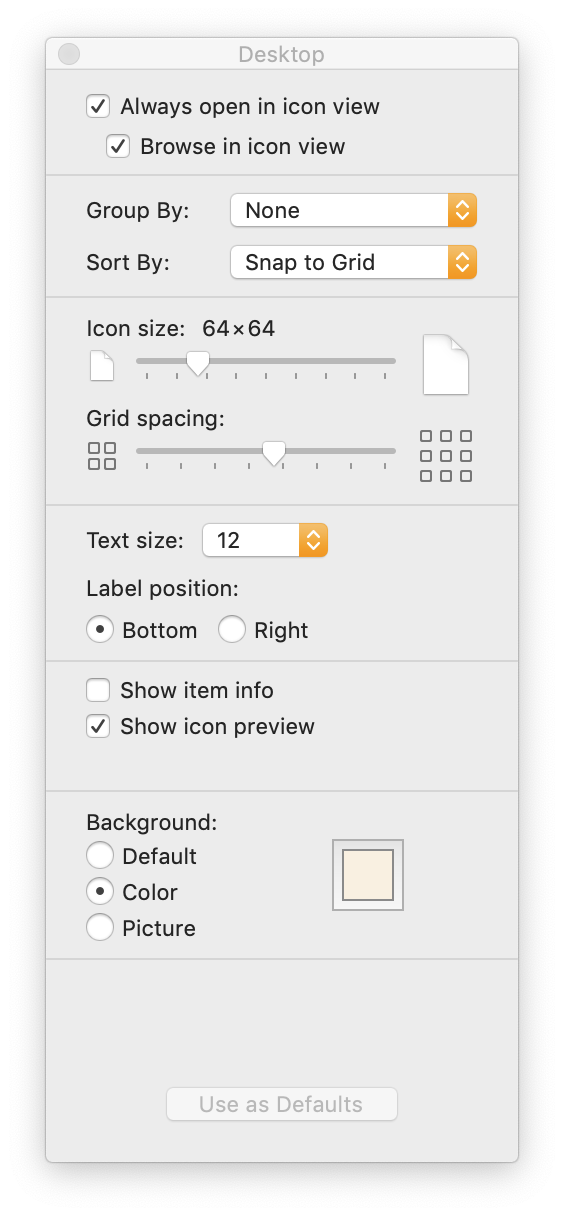 Desktop
Always open in icon view
Browse in icon view
Group By: None
Sort By: Snap to Grid
Icon size: 64×64
Grid spacing:
Text size: 12
Label position:
Bottom Right
Show item info
Show icon preview
Background:
Default
Color
Picture
Use as Defaults